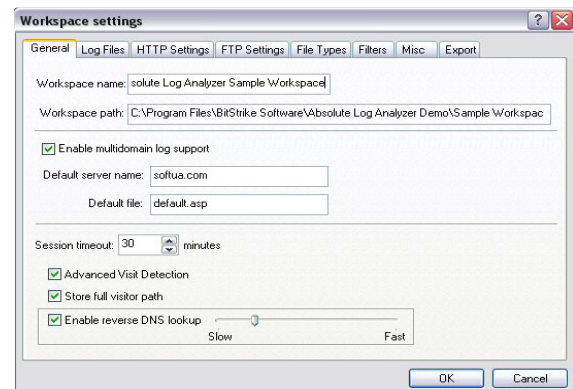 Workspace settings
General Log Files HTTP Settings FTP Settings File Types Filters Misc Export
Workspace name: solute Log Analyzer Sample Workspace
Workspace path: C:\Program Files\BitStrike Software\Absolute Log Analyzer Demo\Sample Workspac
Enable multidomain log support
Default server name: softua.com
Default file: default.asp
Session timeout: 30 minutes
Advanced Visit Detection
Store full visitor path
Enable reverse DNS lookup
Slow Fast
OK Cancel